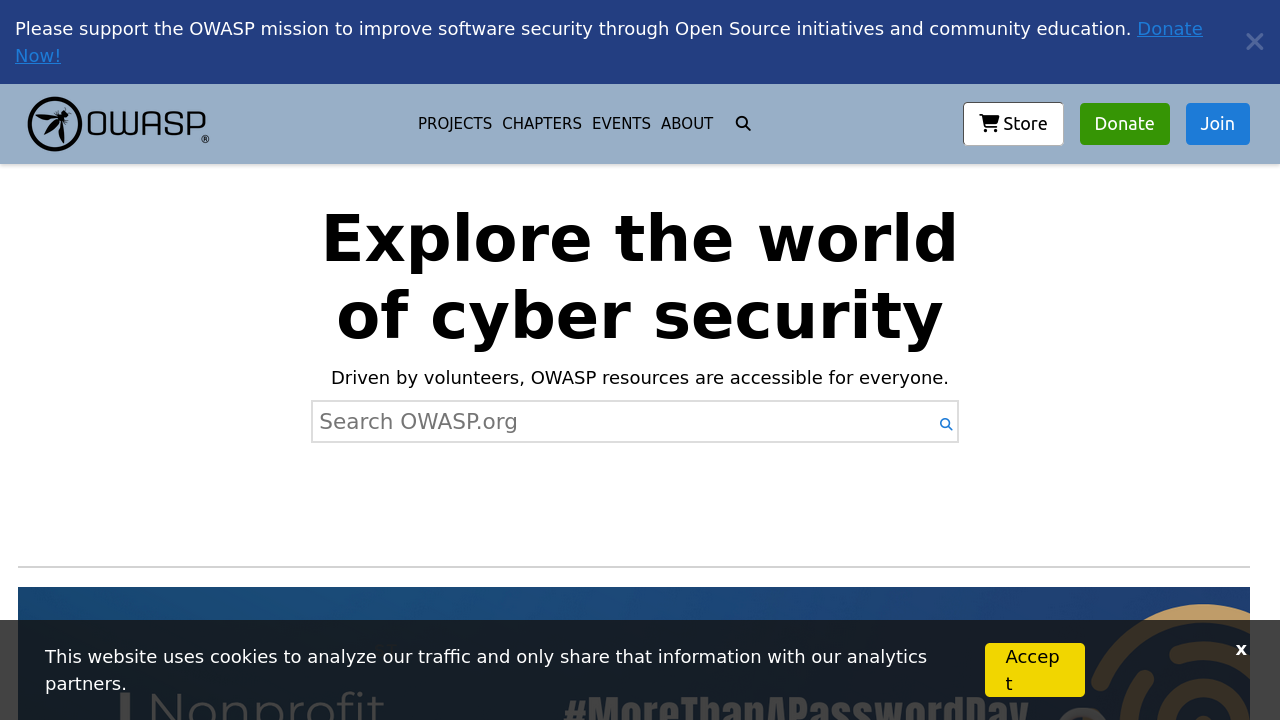 Please support the OWASP mission to improve software security through Open Source initiatives and community education. Donate
Now!
OWASP®
PROJECTS CHAPTERS EVENTS ABOUT
Store
Donate
Join
Explore the world
of cyber security
Driven by volunteers, OWASP resources are accessible for everyone.
Search OWASP.org
This website uses cookies to analyze our traffic and only share that information with our analytics
partners.
Accep
t
x
Nonprofit
#MoreThanAPasswordDay